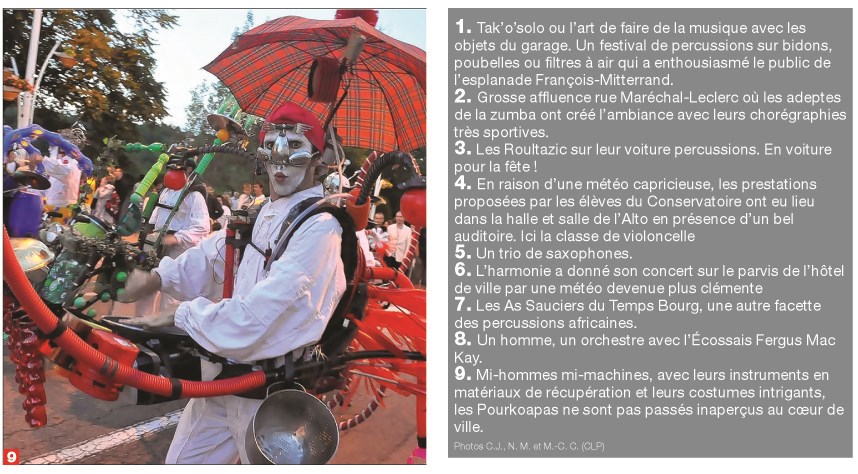 1. Tak’o’solo ou l’art de faire de la musique avec les
objets du garage. Un festival de percussions sur bidons,
poubelles ou filtres à air qui a enthousiasmé le public de
l’esplanade François-Mitterrand.
2. Grosse affluence rue Maréchal-Leclerc où les adeptes
de la zumba ont créé l’ambiance avec leurs chorégraphies
très sportives.
3. Les Roultazic sur leur voiture percussions. En voiture
pour la fête !
4. En raison d’une météo capricieuse, les prestations
proposées par les élèves du Conservatoire ont eu lieu
dans la halle et salle de l’Alto en présence d’un bel
auditoire. Ici la classe de violoncelle
5. Un trio de saxophones.
6. L’harmonie a donné son concert sur le parvis de l’hôtel
de ville par une météo devenue plus clémente
7. Les As Sauciers du Temps Bourg, une autre facette
des percussions africaines.
8. Un homme, un orchestre avec l’Écossais Fergus Mac
Kay.
9. Mi-hommes mi-machines, avec leurs instruments en
matériaux de récupération et leurs costumes intrigants,
les Pourkoapas ne sont pas passés inaperçus au cœur de
ville.
Photos C.J., N. M. et M.-C. C. (CLP)
9